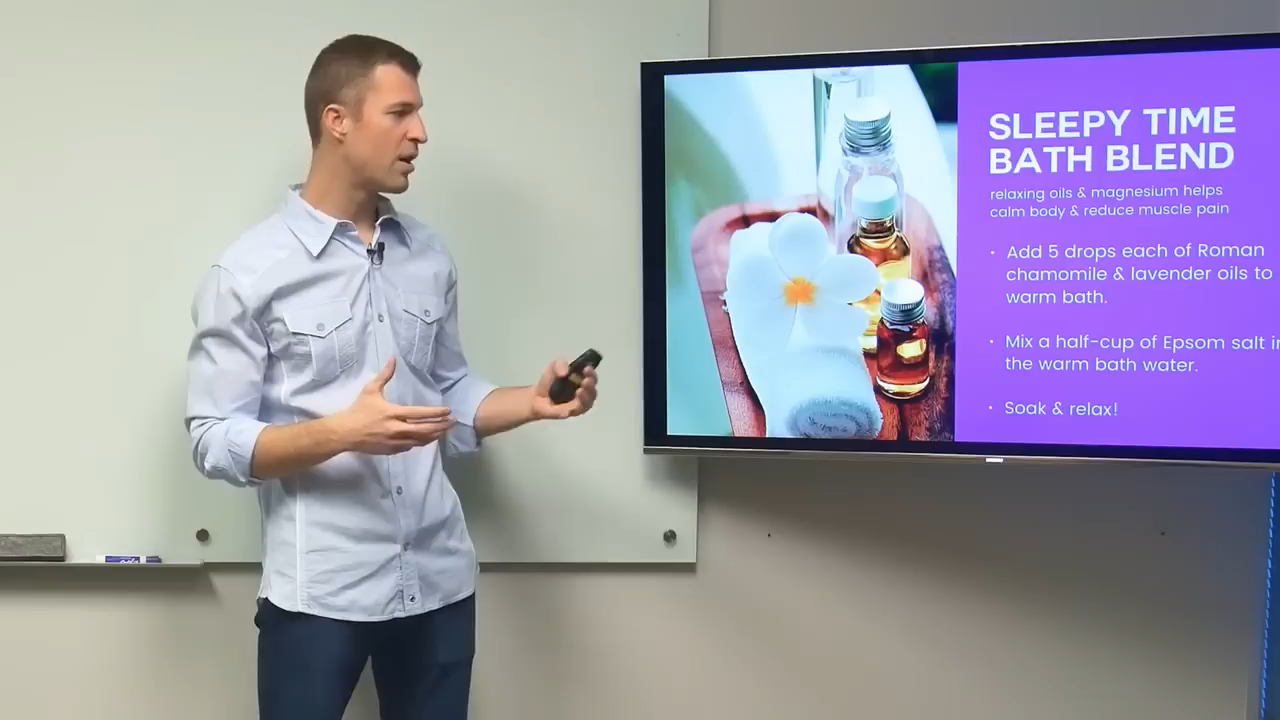 SLEEPY TIME
BATH BLEND
relaxing oils & magnesium helps
calm body & reduce muscle pain
• Add 5 drops each of Roman
chamomile & lavender oils to
warm bath.
• Mix a half-cup of Epsom salt
the warm bath water.
• Soak & relax!